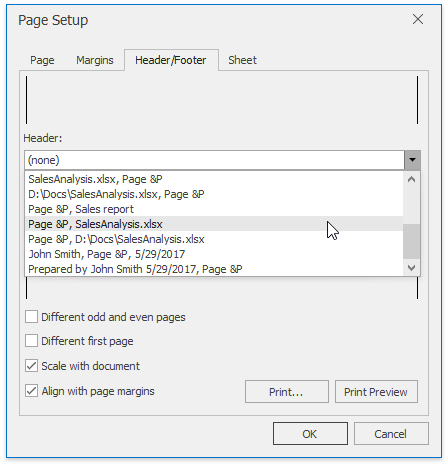 Page Setup
Page Margins Header/Footer Sheet
Header:
(none)
SalesAnalysis.xlsx, Page &P
D:\Docs\SalesAnalysis.xlsx, Page &P
Page &P, Sales report
Page &P, SalesAnalysis.xlsx
Page &P, D:\Docs\SalesAnalysis.xlsx
John Smith, Page &P, 5/29/2017
Prepared by John Smith 5/29/2017, Page &P
Different odd and even pages
Different first page
Scale with document
Align with page margins Print... Print Preview
OK Cancel